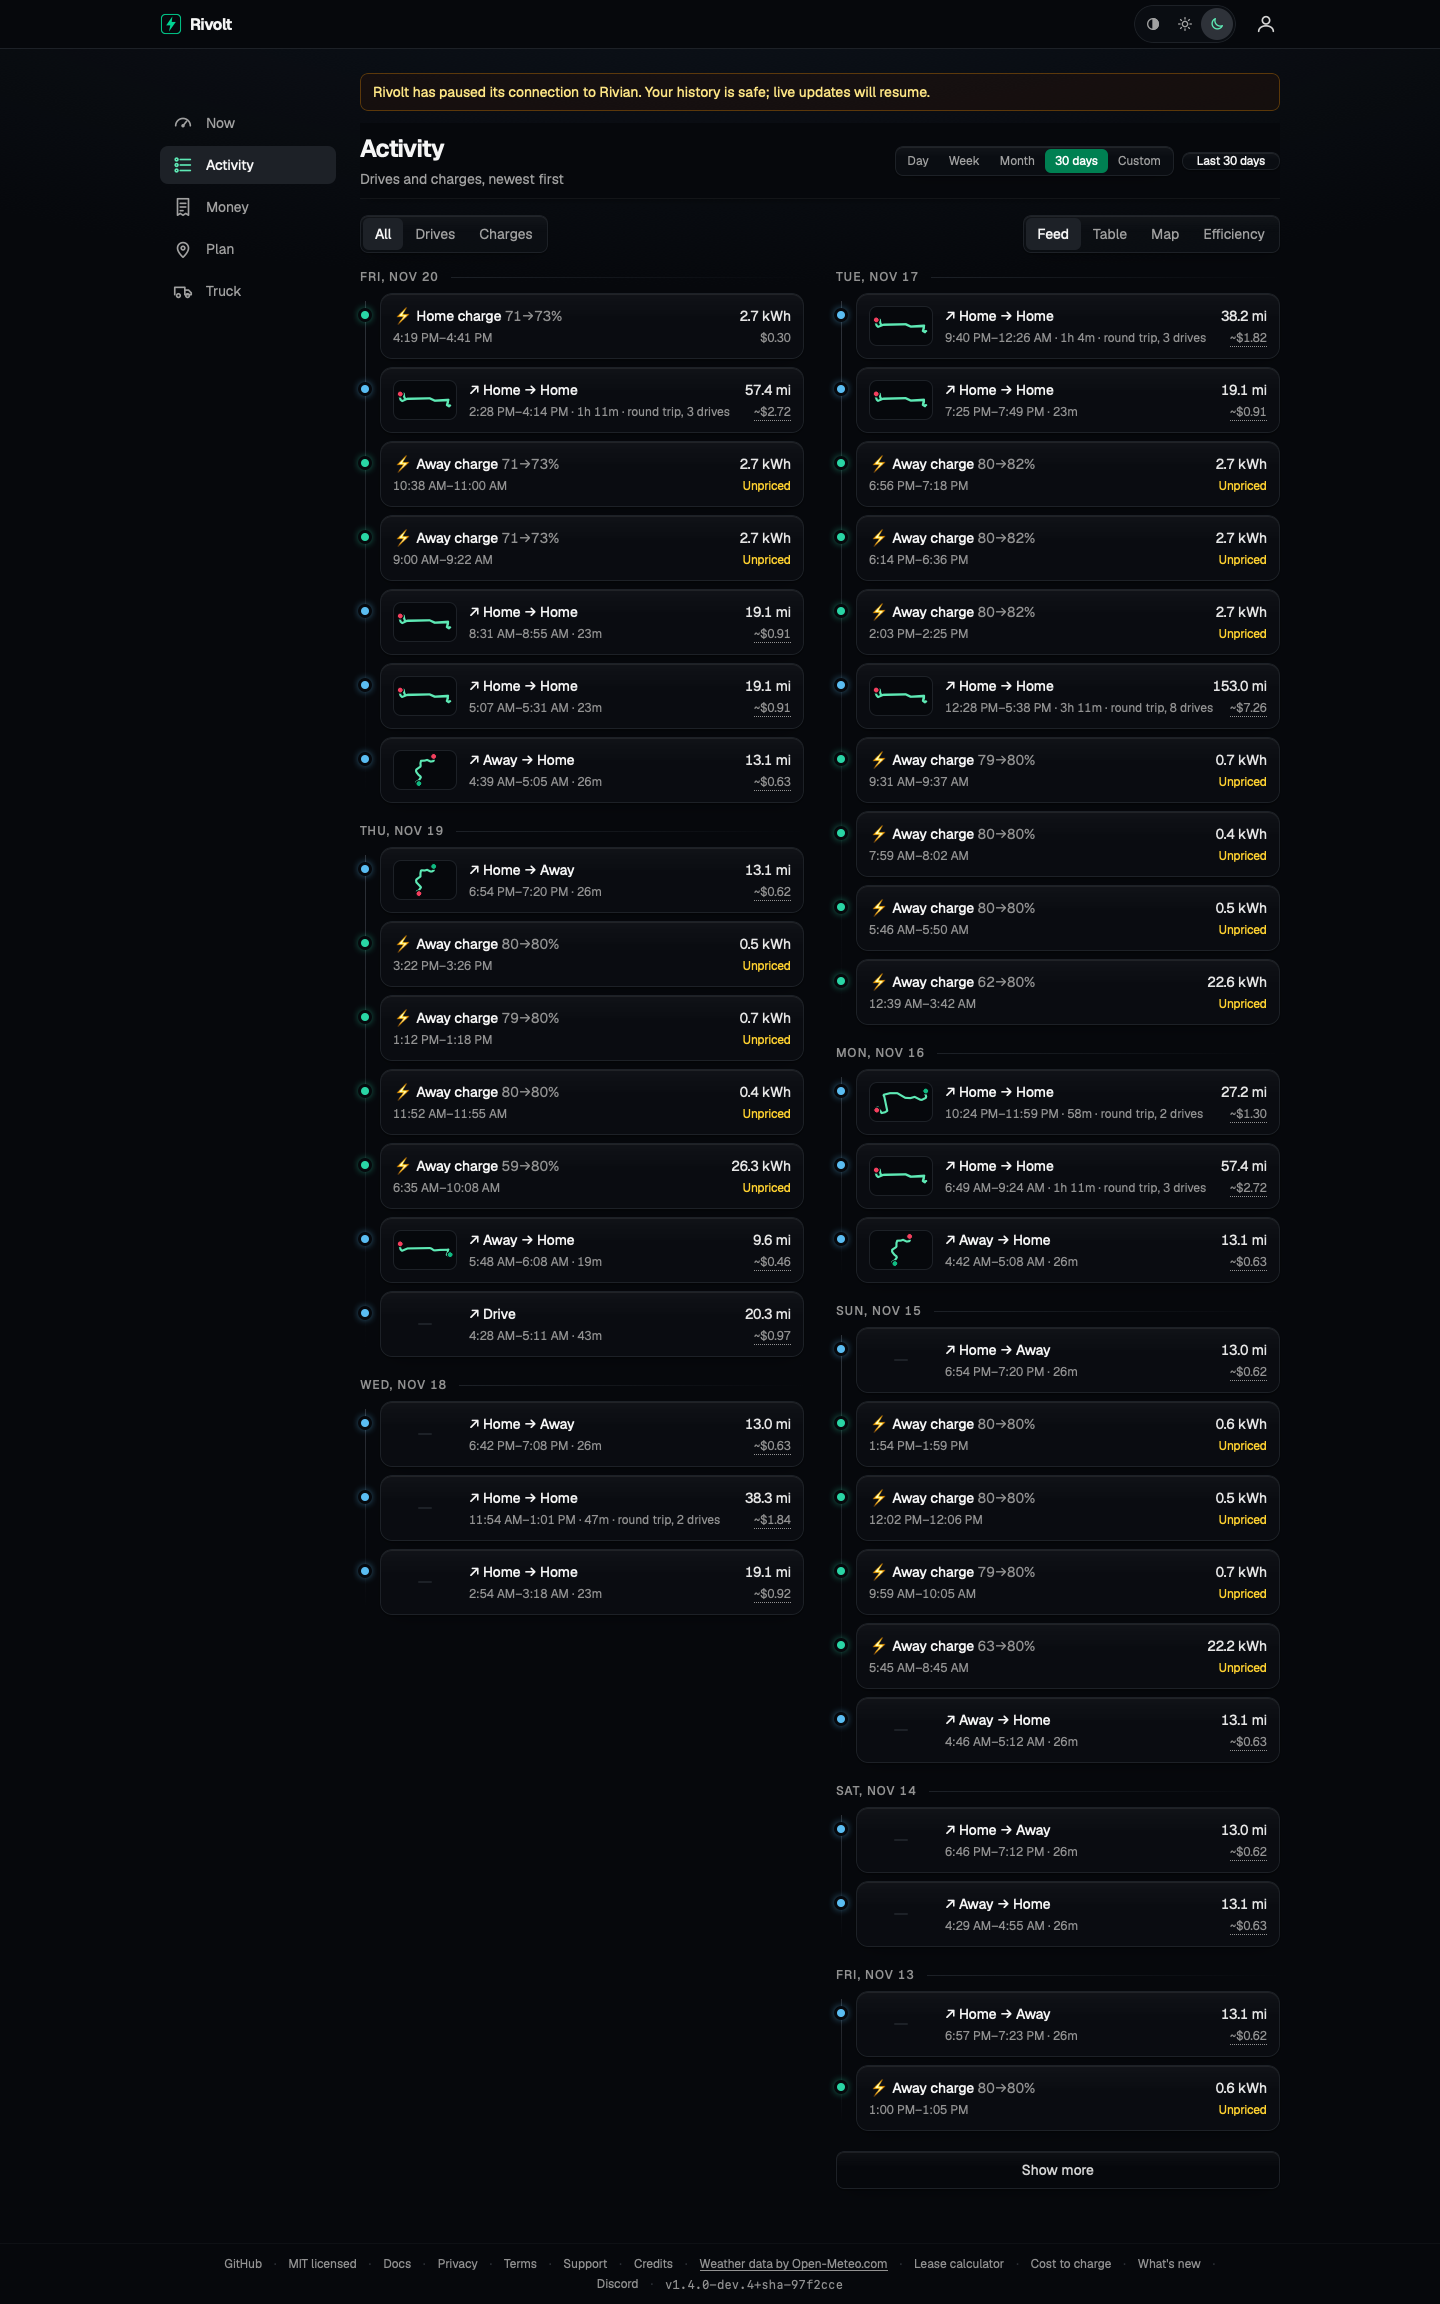 Rivolt
Rivolt has paused its connection to Rivian. Your history is safe; live updates will resume.
Now
Activity
Money
Plan
Truck
Activity
Drives and charges, newest first
Day Week Month 30 days Custom Last 30 days
All Drives Charges
Feed Table Map Efficiency
FRI, NOV 20
⚡ Home charge 71→73% 2.7 kWh
4:19 PM–4:41 PM $0.30
↗ Home → Home 57.4 mi
2:28 PM–4:14 PM · 1h 11m · round trip, 3 drives ~$2.72
⚡ Away charge 71→73% 2.7 kWh
10:38 AM–11:00 AM Unpriced
⚡ Away charge 71→73% 2.7 kWh
9:00 AM–9:22 AM Unpriced
↗ Home → Home 19.1 mi
8:31 AM–8:55 AM · 23m ~$0.91
↗ Home → Home 19.1 mi
5:07 AM–5:31 AM · 23m ~$0.91
↗ Away → Home 13.1 mi
4:39 AM–5:05 AM · 26m ~$0.63
THU, NOV 19
↗ Home → Away 13.1 mi
6:54 PM–7:20 PM · 26m ~$0.62
⚡ Away charge 80→80% 0.5 kWh
3:22 PM–3:26 PM Unpriced
⚡ Away charge 79→80% 0.7 kWh
1:12 PM–1:18 PM Unpriced
⚡ Away charge 80→80% 0.4 kWh
11:52 AM–11:55 AM Unpriced
⚡ Away charge 59→80% 26.3 kWh
6:35 AM–10:08 AM Unpriced
↗ Away → Home 9.6 mi
5:48 AM–6:08 AM · 19m ~$0.46
↗ Drive 20.3 mi
4:28 AM–5:11 AM · 43m ~$0.97
WED, NOV 18
↗ Home → Away 13.0 mi
6:42 PM–7:08 PM · 26m ~$0.63
↗ Home → Home 38.3 mi
11:54 AM–1:01 PM · 47m · round trip, 2 drives ~$1.84
↗ Home → Home 19.1 mi
2:54 AM–3:18 AM · 23m ~$0.92
TUE, NOV 17
↗ Home → Home 38.2 mi
9:40 PM–12:26 AM · 1h 4m · round trip, 3 drives ~$1.82
↗ Home → Home 19.1 mi
7:25 PM–7:49 PM · 23m ~$0.91
⚡ Away charge 80→82% 2.7 kWh
6:56 PM–7:18 PM Unpriced
⚡ Away charge 80→82% 2.7 kWh
6:14 PM–6:36 PM Unpriced
⚡ Away charge 80→82% 2.7 kWh
2:03 PM–2:25 PM Unpriced
↗ Home → Home 153.0 mi
12:28 PM–5:38 PM · 3h 11m · round trip, 8 drives ~$7.26
⚡ Away charge 79→80% 0.7 kWh
9:31 AM–9:37 AM Unpriced
⚡ Away charge 80→80% 0.4 kWh
7:59 AM–8:02 AM Unpriced
⚡ Away charge 80→80% 0.5 kWh
5:46 AM–5:50 AM Unpriced
⚡ Away charge 62→80% 22.6 kWh
12:39 AM–3:42 AM Unpriced
MON, NOV 16
↗ Home → Home 27.2 mi
10:24 PM–11:59 PM · 58m · round trip, 2 drives ~$1.30
↗ Home → Home 57.4 mi
6:49 AM–9:24 AM · 1h 11m · round trip, 3 drives ~$2.72
↗ Away → Home 13.1 mi
4:42 AM–5:08 AM · 26m ~$0.63
SUN, NOV 15
↗ Home → Away 13.0 mi
6:54 PM–7:20 PM · 26m ~$0.62
⚡ Away charge 80→80% 0.6 kWh
1:54 PM–1:59 PM Unpriced
⚡ Away charge 80→80% 0.5 kWh
12:02 PM–12:06 PM Unpriced
⚡ Away charge 79→80% 0.7 kWh
9:59 AM–10:05 AM Unpriced
⚡ Away charge 63→80% 22.2 kWh
5:45 AM–8:45 AM Unpriced
↗ Away → Home 13.1 mi
4:46 AM–5:12 AM · 26m ~$0.63
SAT, NOV 14
↗ Home → Away 13.0 mi
6:46 PM–7:12 PM · 26m ~$0.62
↗ Away → Home 13.1 mi
4:29 AM–4:55 AM · 26m ~$0.63
FRI, NOV 13
↗ Home → Away 13.1 mi
6:57 PM–7:23 PM · 26m ~$0.62
⚡ Away charge 80→80% 0.6 kWh
1:00 PM–1:05 PM Unpriced
Show more
GitHub · MIT licensed · Docs · Privacy · Terms · Support · Credits · Weather data by Open-Meteo.com · Lease calculator · Cost to charge · What's new ·
Discord · v1.4.0-dev.4+sha-97f2cce